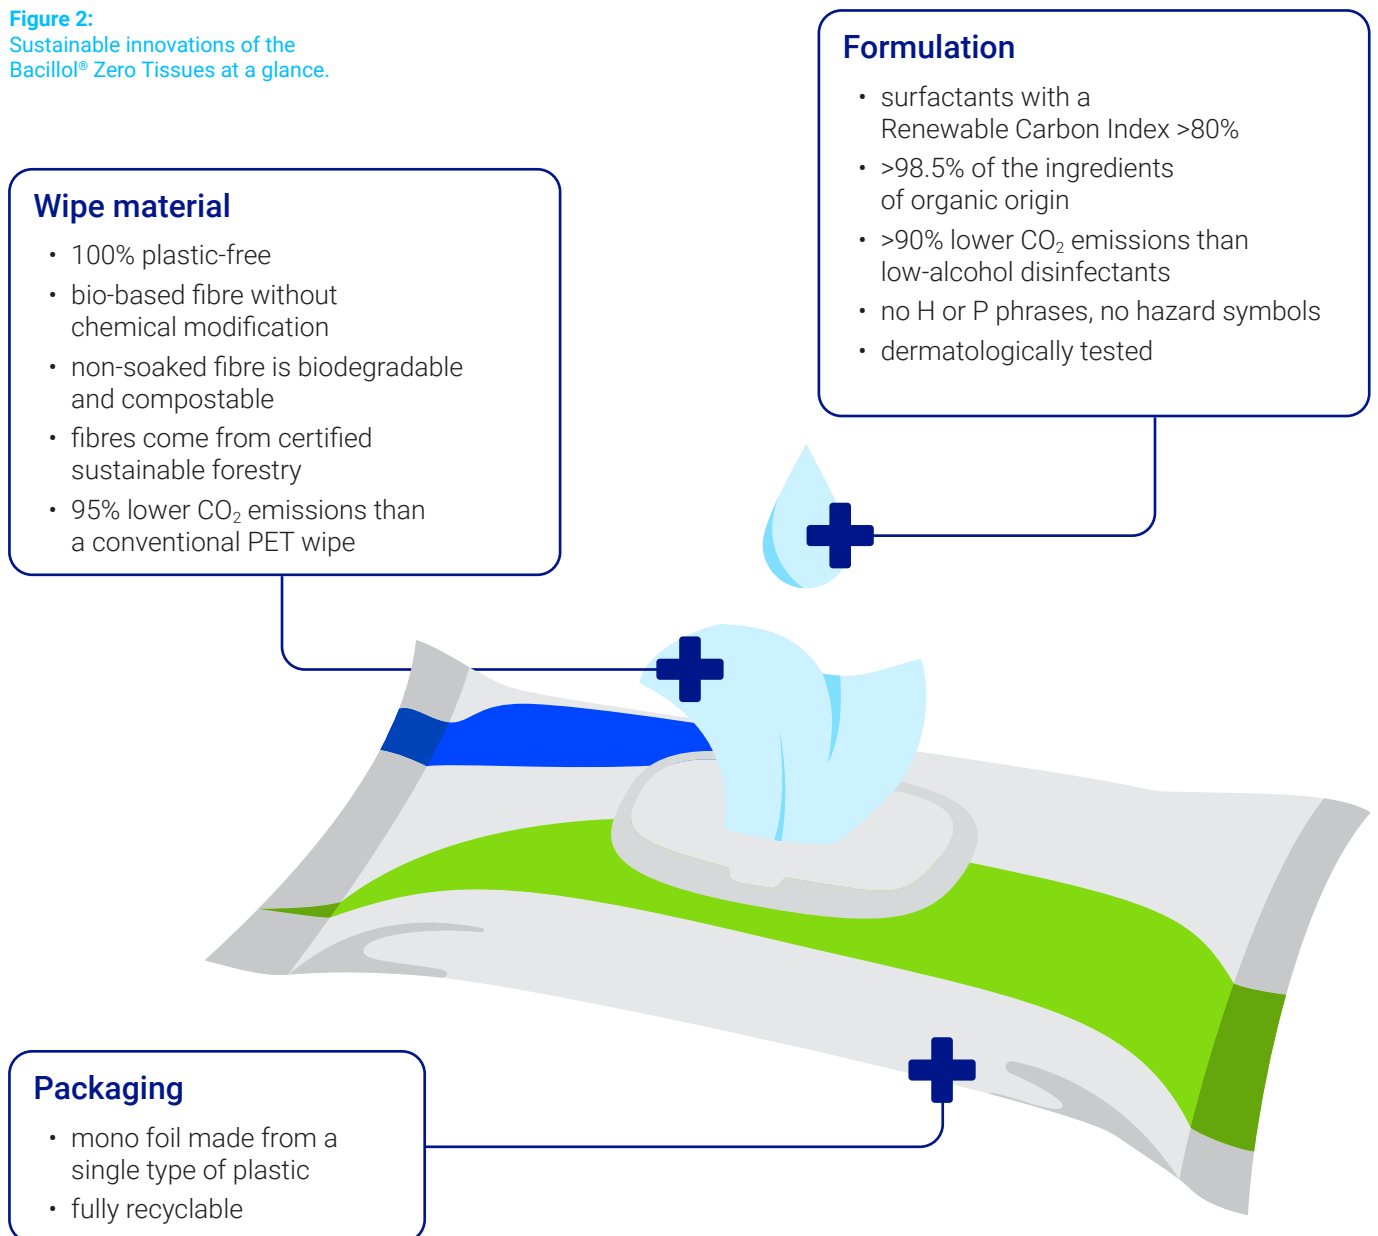 Figure 2:
Sustainable innovations of the
Bacillol® Zero Tissues at a glance.
Formulation
• surfactants with a
Renewable Carbon Index >80%
• >98.5% of the ingredients
of organic origin
• >90% lower CO₂ emissions than
low-alcohol disinfectants
• no H or P phrases, no hazard symbols
• dermatologically tested
Wipe material
• 100% plastic-free
• bio-based fibre without
chemical modification
• non-soaked fibre is biodegradable
and compostable
• fibres come from certified
sustainable forestry
• 95% lower CO₂ emissions than
a conventional PET wipe
Packaging
• mono foil made from a
single type of plastic
• fully recyclable